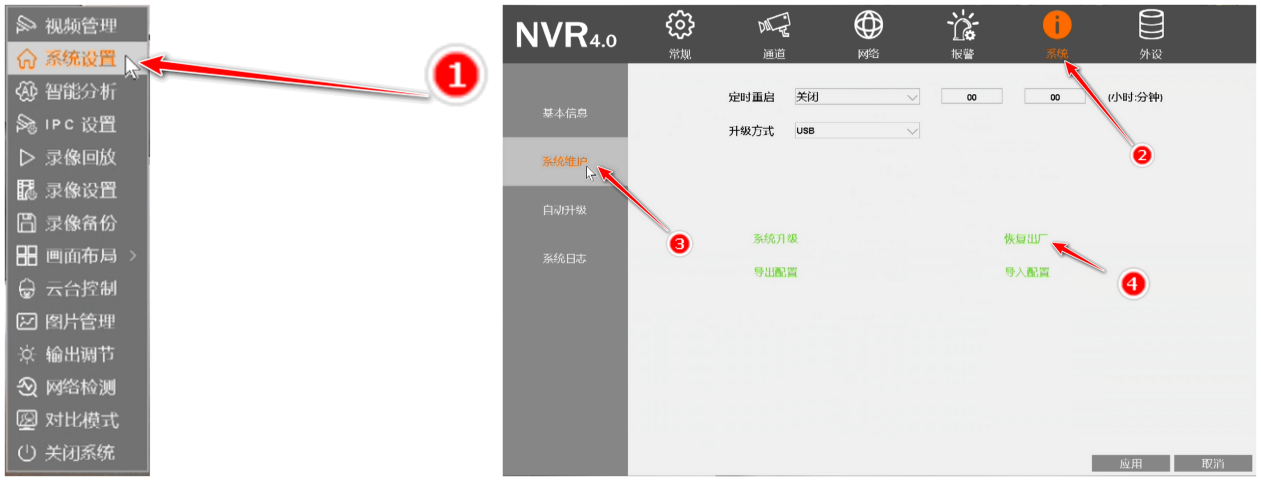 视频管理
系统设置
智能分析
IPC 设置
录像回放
录像设置
录像备份
画面布局 >
云台控制
图片管理
输出调节
网络检测
对比模式
关闭系统
1
NVR4.0
常规
通道
网络
报警
系统
外设
基本信息
系统维护
自动升级
系统日志
定时重启 关闭 00 00 (小时:分钟)
升级方式 USB
2
3
系统升级 恢复出厂
导出配置 导入配置
4
应用 取消